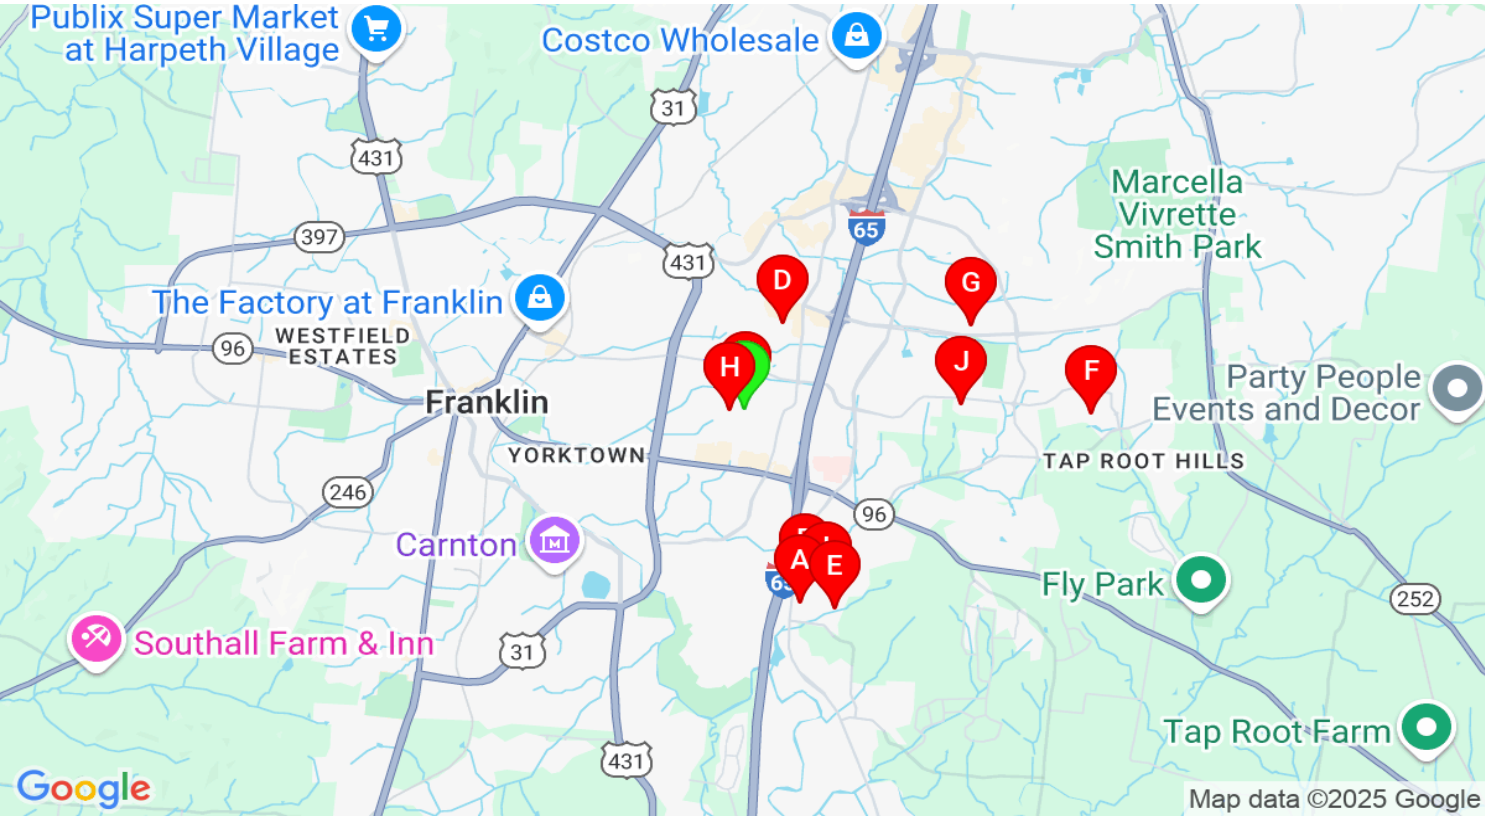 Publix Super Market
at Harpeth Village
Costco Wholesale
31
431
Marcella
Vivrette
Smith Park
397
65
431
D
G
The Factory at Franklin
WESTFIELD
ESTATES
96
H
J
F
Party People
Events and Decor
Franklin
YORKTOWN
TAP ROOT HILLS
246
96
Carnton
A
E
65
Fly Park
252
Southall Farm & Inn
31
Tap Root Farm
431
Google
Map data ©2025 Google